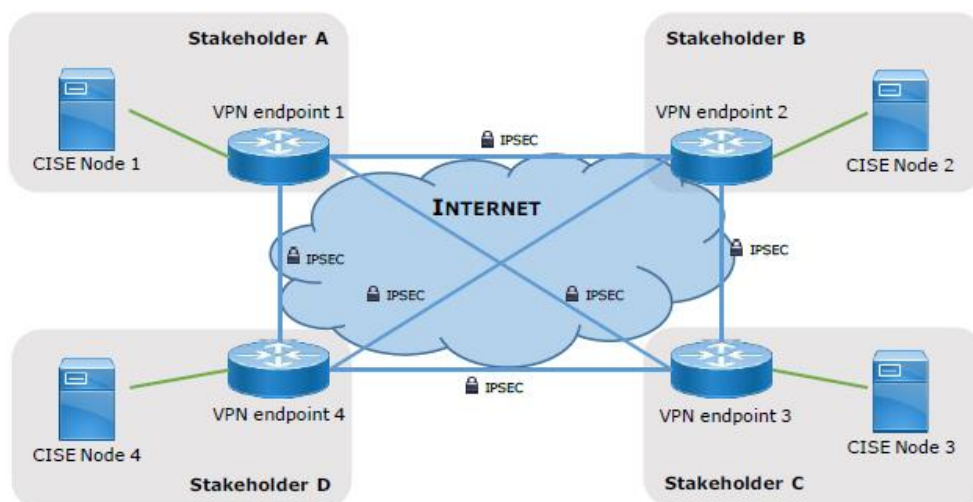 Stakeholder A
Stakeholder B
VPN endpoint 1
VPN endpoint 2
CISE Node 1
IPSEC
CISE Node 2
INTERNET
IPSEC
IPSEC
IPSEC
IPSEC
VPN endpoint 4
IPSEC
VPN endpoint 3
CISE Node 4
CISE Node 3
Stakeholder D
Stakeholder C